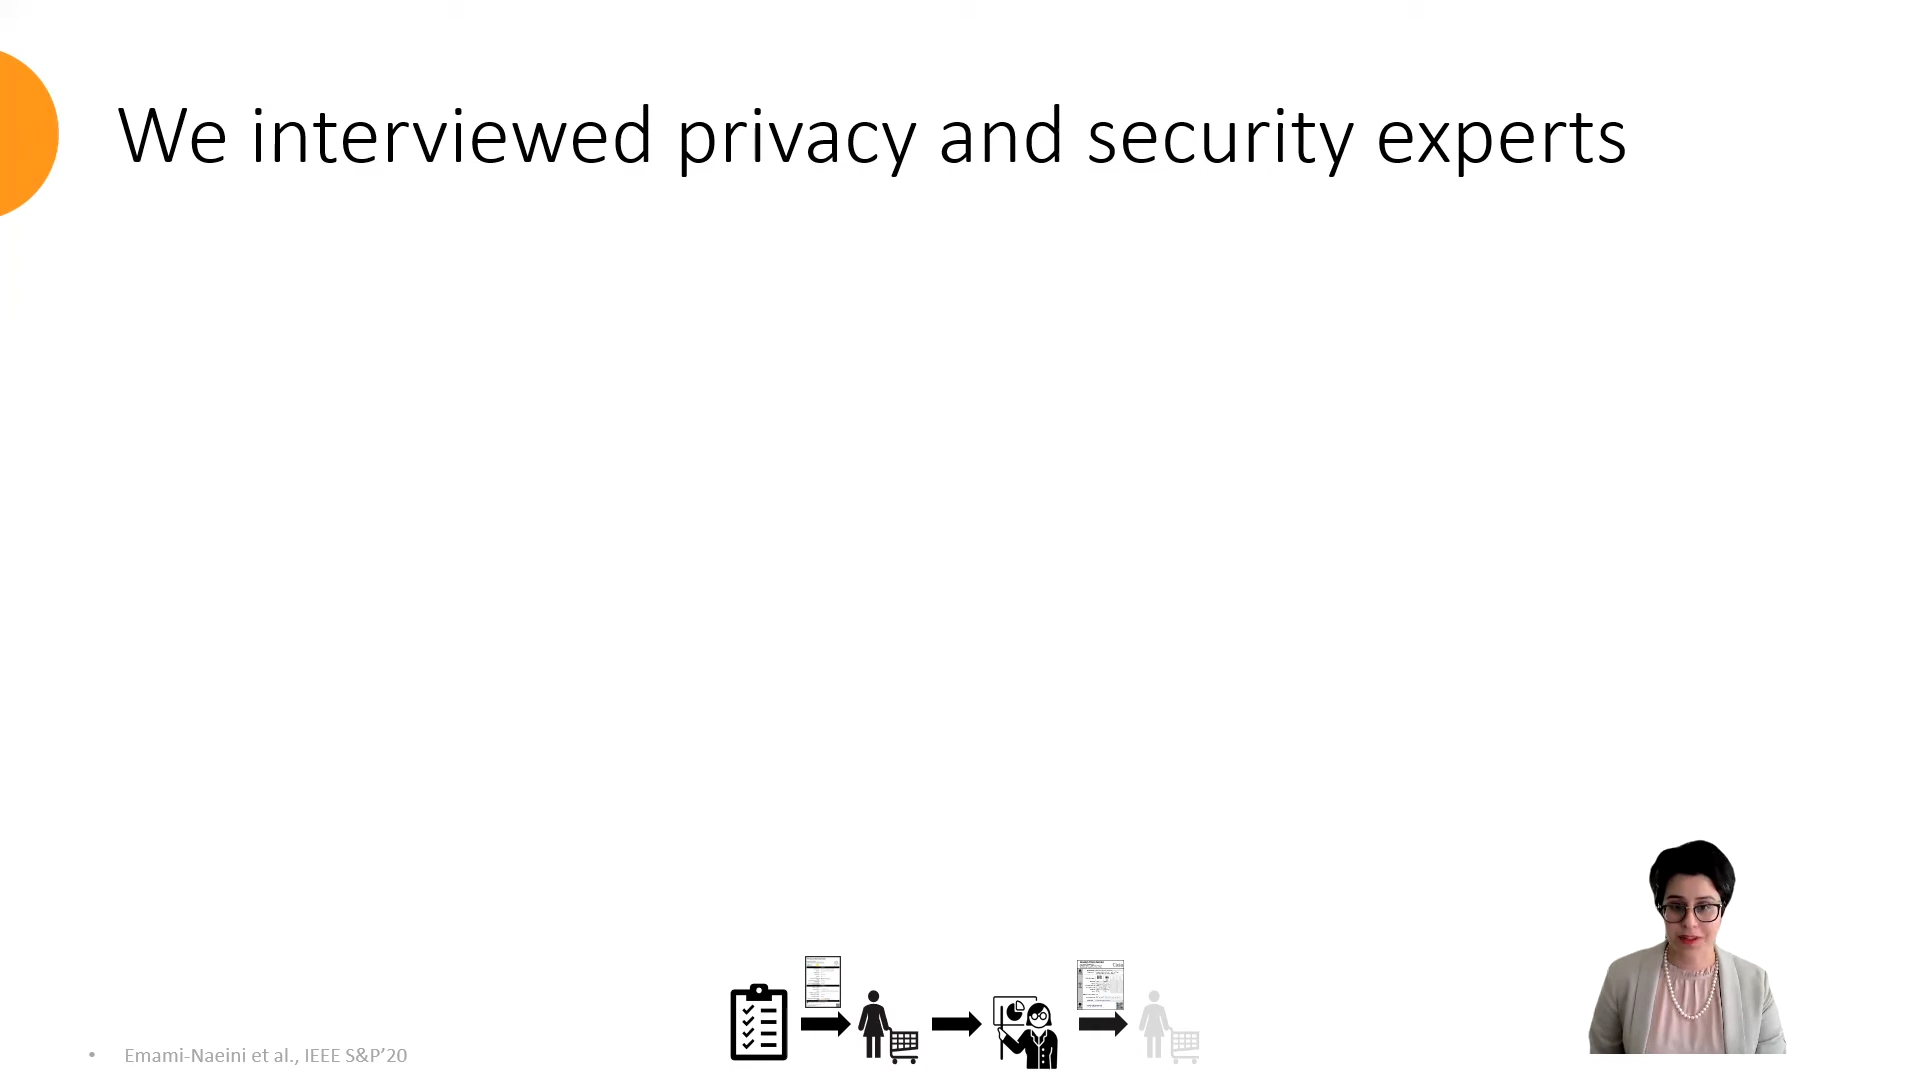 We interviewed privacy and security experts
• Emami-Naeini et al., IEEE S&P’20